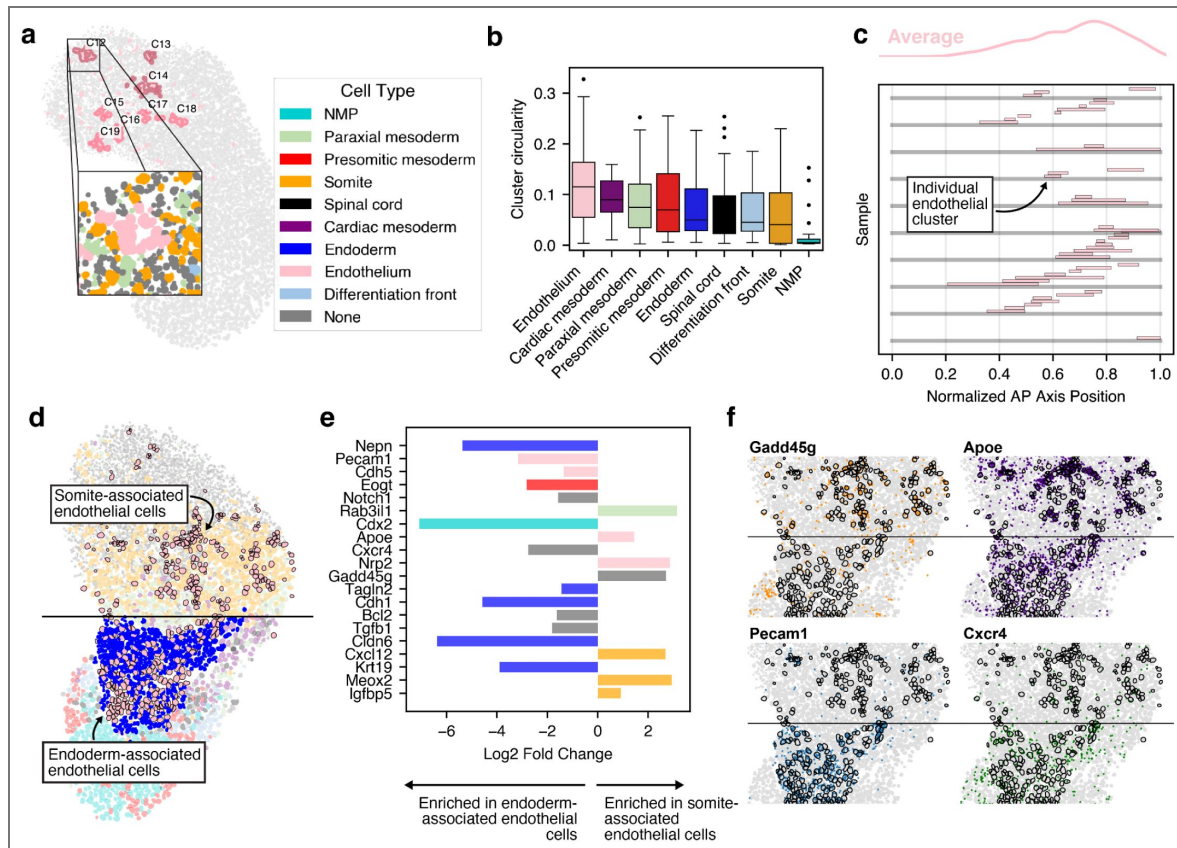 a
C12
C13
C14
C15
C17
C18
C16
C19
Cell Type
NMP
Paraxial mesoderm
Presomitic mesoderm
Somite
Spinal cord
Cardiac mesoderm
Endoderm
Endothelium
Differentiation front
None
b
Cluster circularity
0.3
0.2
0.1
0.0
Endothelium
Cardiac mesoderm
Paraxial mesoderm
Presomitic mesoderm
Endoderm
Spinal cord
Differentiation front
Somite
NMP
c
Average
Sample
Individual
endothelial
cluster
0.0 0.2 0.4 0.6 0.8 1.0
Normalized AP Axis Position
d
Somite-associated
endothelial cells
Endoderm-associated
endothelial cells
e
Nepn
Pecam1
Cdh5
Eogt
Notch1
Rab3il1
Cdx2
Apoe
Cxcr4
Nrp2
Gadd45g
Tagln2
Cdh1
Bcl2
Tgfb1
Cldn6
Cxcl12
Krt19
Meox2
Igfbp5
−6 −4 −2 0 2
Log2 Fold Change
Enriched in endoderm-
associated endothelial
cells
Enriched in somite-
associated
endothelial cells
f
Gadd45g
Apoe
Pecam1
Cxcr4